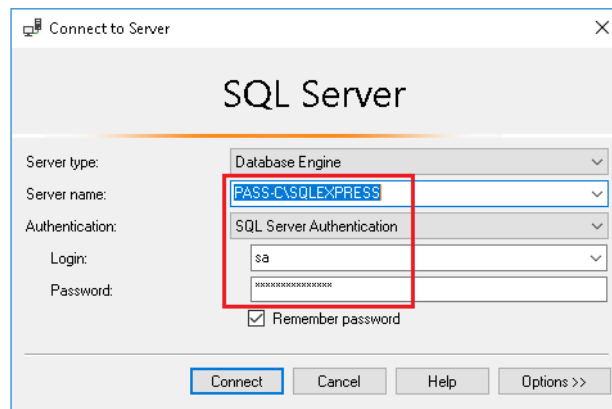 Connect to Server
SQL Server
Server type: Database Engine
Server name: PASS-C\SQLEXPRESS
Authentication: SQL Server Authentication
Login: sa
Password: ***************
Remember password
Connect Cancel Help Options >>